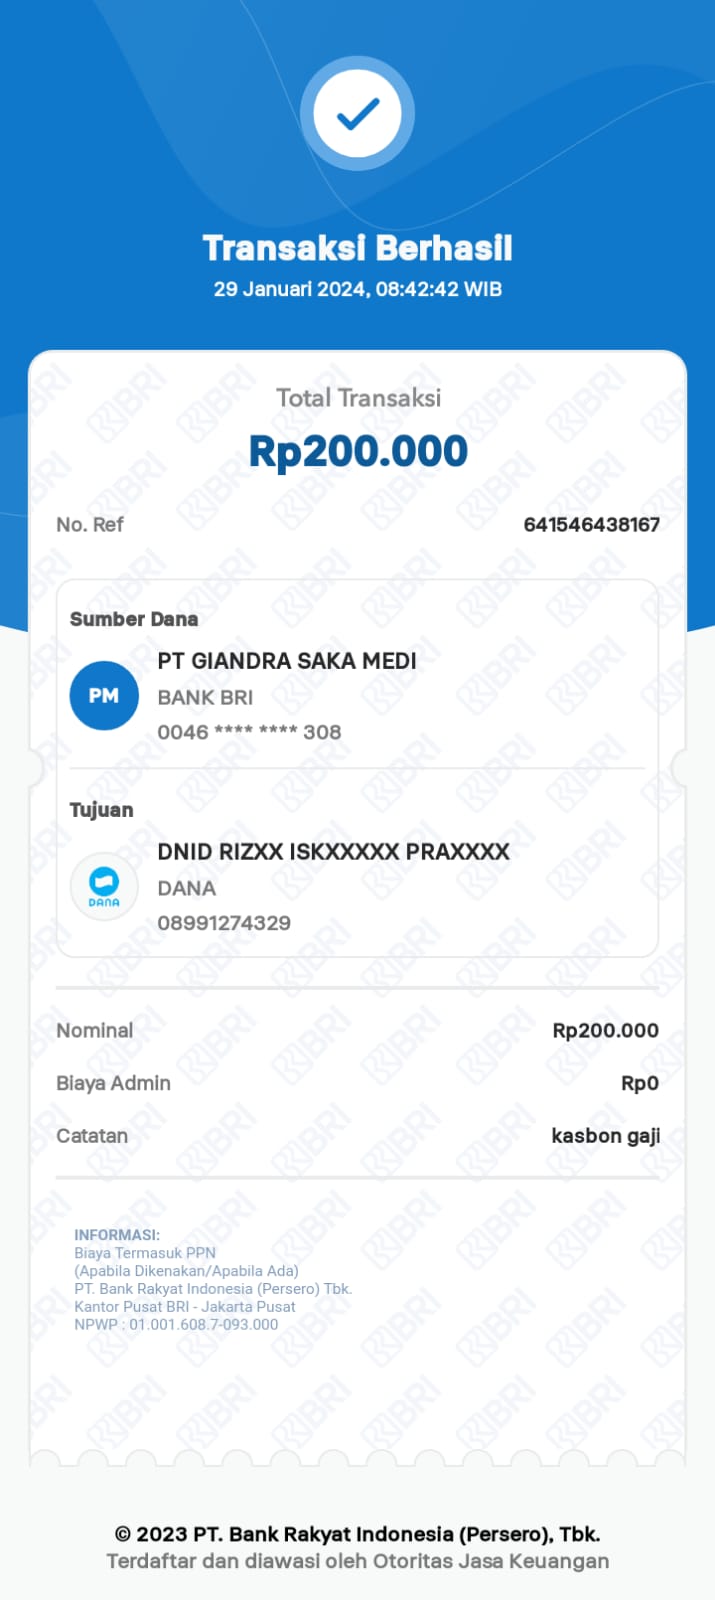 Transaksi Berhasil
29 Januari 2024, 08:42:42 WIB
Total Transaksi
Rp200.000
No. Ref 641546438167
Sumber Dana
PM
PT GIANDRA SAKA MEDI
BANK BRI
0046 **** **** 308
Tujuan
DANA
DNID RIZXX ISKXXXXX PRAXXXX
DANA
08991274329
Nominal Rp200.000
Biaya Admin Rp0
Catatan kasbon gaji
INFORMASI:
Biaya Termasuk PPN
(Apabila Dikenakan/Apabila Ada)
PT. Bank Rakyat Indonesia (Persero) Tbk.
Kantor Pusat BRI - Jakarta Pusat
NPWP : 01.001.608.7-093.000
© 2023 PT. Bank Rakyat Indonesia (Persero), Tbk.
Terdaftar dan diawasi oleh Otoritas Jasa Keuangan